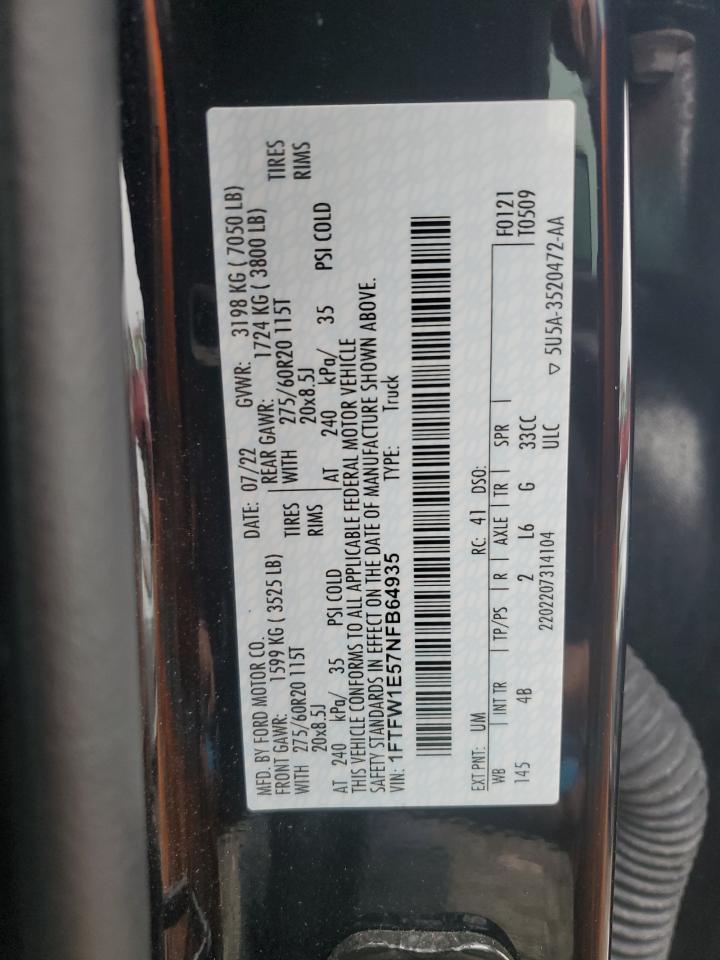 MFD. BY FORD MOTOR CO. DATE: 07/22 GVWR: 3198 KG ( 7050 LB)
FRONT GAWR: 1599 KG ( 3525 LB) REAR GAWR: 1724 KG ( 3800 LB)
WITH 275/60R20 115T TIRES WITH 275/60R20 115T TIRES
20x8.5J RIMS 20x8.5J RIMS
AT 240 kPa/ 35 PSI COLD AT 240 kPa/ 35 PSI COLD
THIS VEHICLE CONFORMS TO ALL APPLICABLE FEDERAL MOTOR VEHICLE
SAFETY STANDARDS IN EFFECT ON THE DATE OF MANUFACTURE SHOWN ABOVE.
VIN: 1FTFW1E57NFB64935 TYPE: Truck
EXT PNT: UM RC: 41 DSO:
WB INT TR TP/PS R AXLE TR SPR F0121
145 4B 2 L6 G 33CC T0509
2202207314104 ULC
▽ 5U5A-3520472-AA